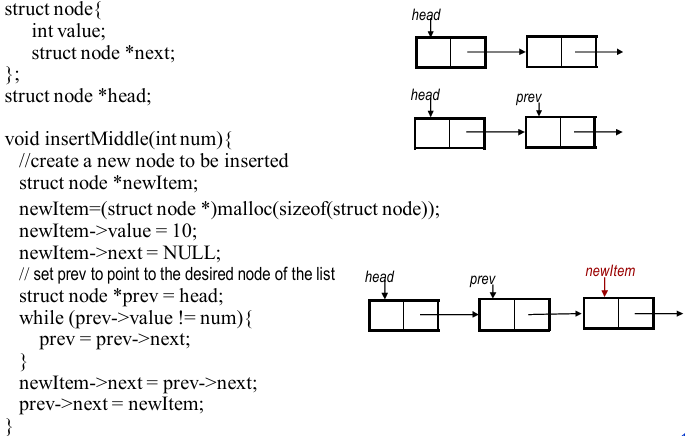 struct node{
int value;
struct node *next;
};
struct node *head;
void insertMiddle(int num){
//create a new node to be inserted
struct node *newItem;
newItem=(struct node *)malloc(sizeof(struct node));
newItem->value = 10;
newItem->next = NULL;
// set prev to point to the desired node of the list
struct node *prev = head;
while (prev->value != num){
prev = prev->next;
}
newItem->next = prev->next;
prev->next = newItem;
}
head
head
prev
head
prev
newItem